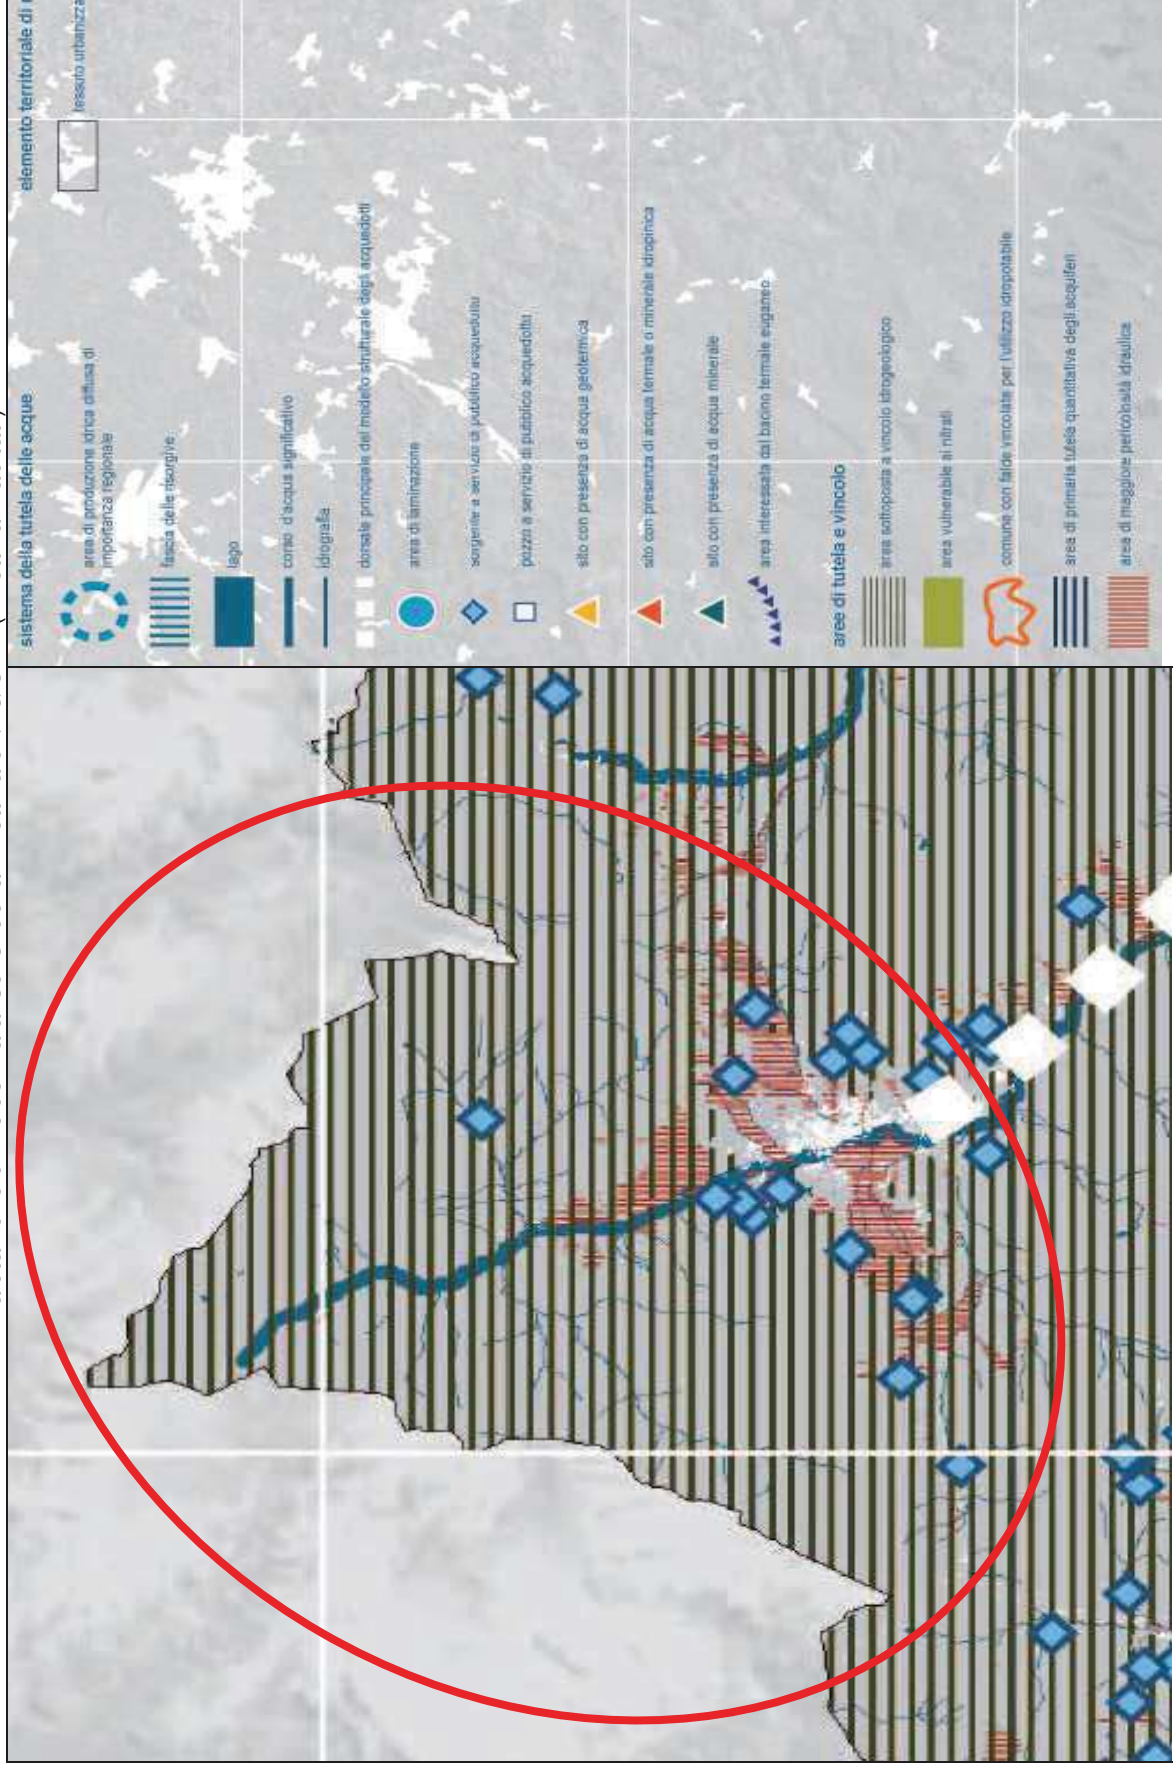 sistema della tutela delle acque
area di produzione idrica diffusa di
importanza regionale
fascia delle risorgive
lago
corso d'acqua significativo
idrografia
dorsale principale del modello strutturale degli acquedotti
area di laminazione
sorgente a servizio di pubblico acquedotto
pozzo a servizio di publico acquedotto
sito con presenza di acqua geotermica
sito con presenza di acqua termale o minerale idropinica
sito con presenza di acqua minerale
area interessata dal bacino termale euganeo
aree di tutela e vincolo
area sottoposta a vincolo idrogeologico
area vulnerabile ai nitrati
comune con falde vincolate per l'utilizzo idropotabile
area di primaria tutela quantitativa degli acquiferi
area di maggiore pericolosità idraulica
elemento territoriale di
tessuto urbanizza